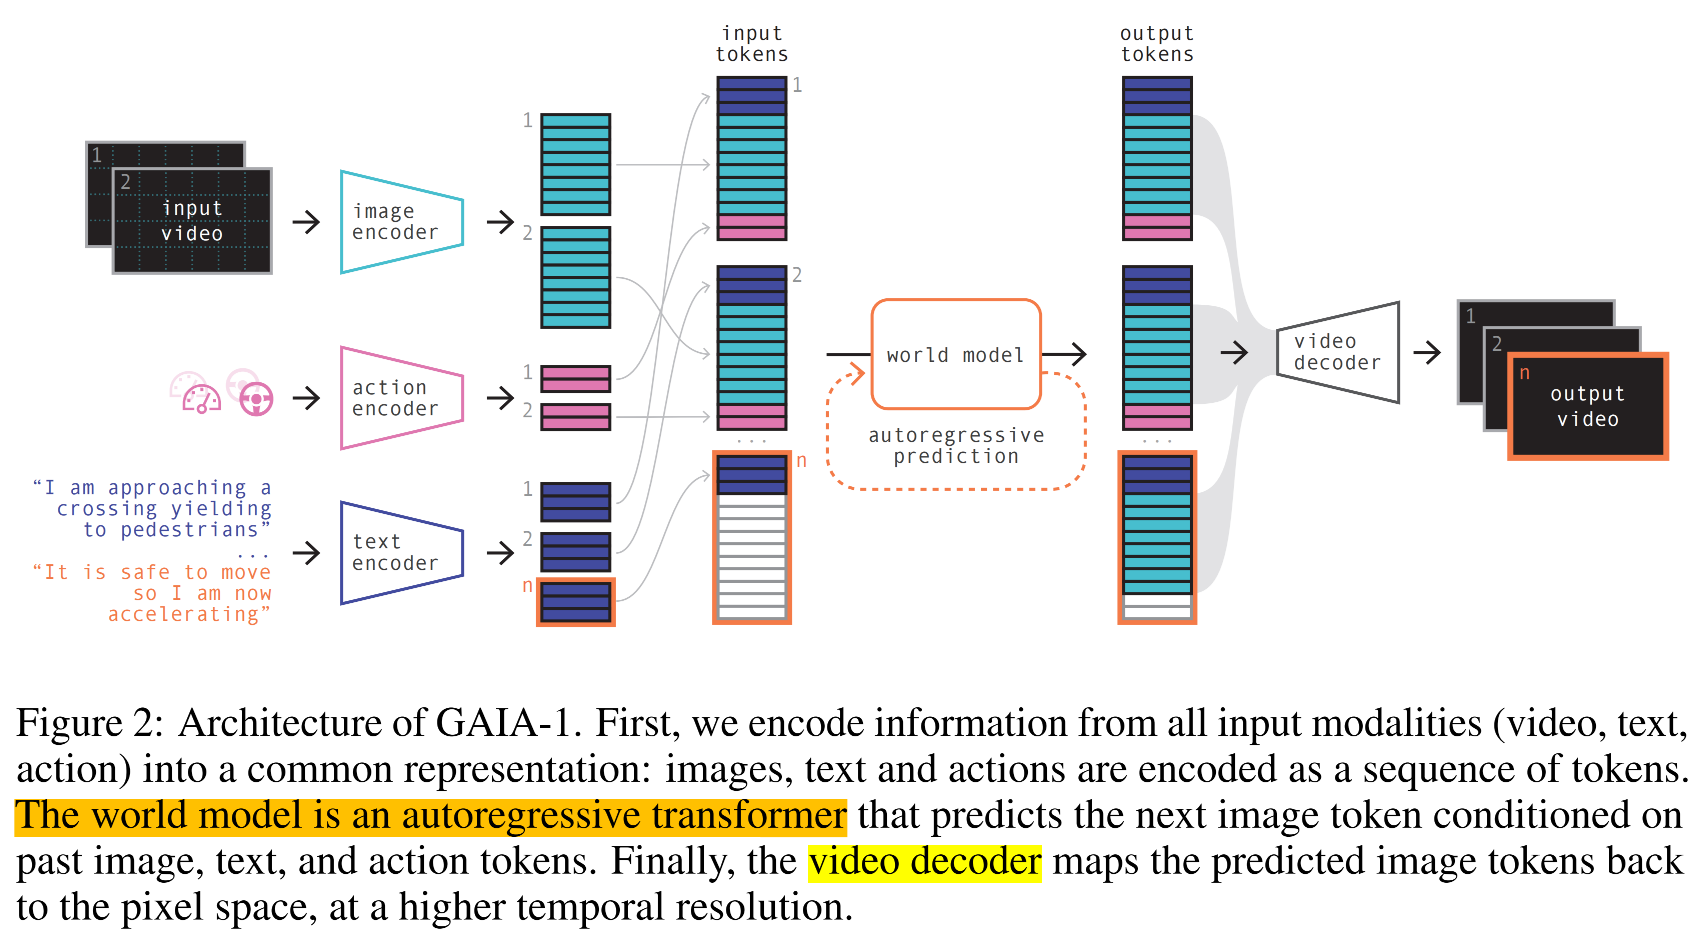 input
tokens
output
tokens
1
2
input
video
image
encoder
1
2
action
encoder
1
2
“I am approaching a
crossing yielding
to pedestrians”
...
“It is safe to move
so I am now
accelerating”
text
encoder
1
2
n
1
2
...
n
world model
autoregressive
prediction
...
video
decoder
1
2
n
output
video
Figure 2: Architecture of GAIA-1. First, we encode information from all input modalities (video, text,
action) into a common representation: images, text and actions are encoded as a sequence of tokens.
The world model is an autoregressive transformer that predicts the next image token conditioned on
past image, text, and action tokens. Finally, the video decoder maps the predicted image tokens back
to the pixel space, at a higher temporal resolution.